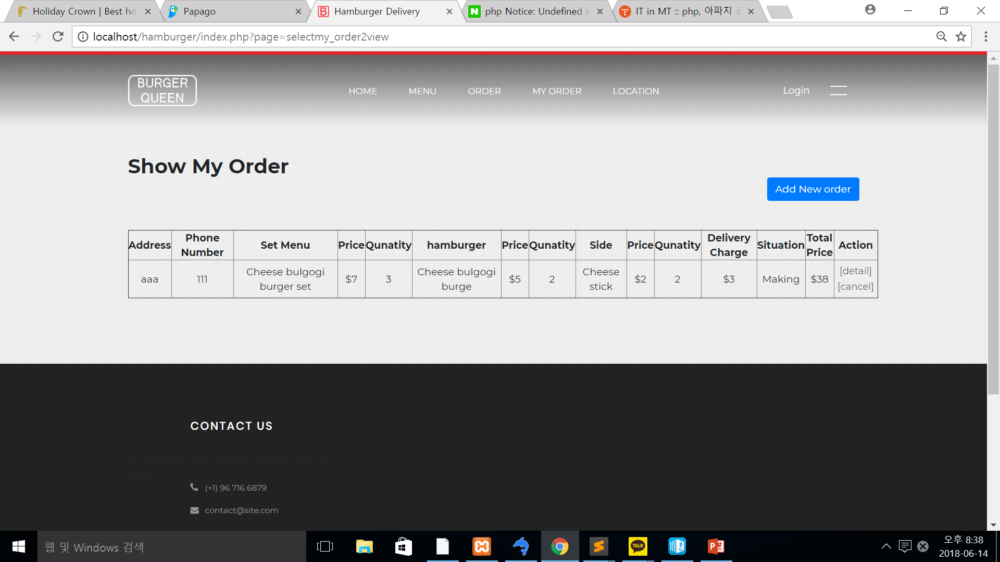 Holiday Crown | Best ho
Papago
Hamburger Delivery
php Notice: Undefined i
IT in MT :: php, 아파치
localhost/hamburger/index.php?page=selectmy_order2view
BURGER
QUEEN
HOME
MENU
ORDER
MY ORDER
LOCATION
Login
Show My Order
Add New order
Address Phone Number Set Menu Price Qunatity hamburger Price Qunatity Side Price Qunatity Delivery Charge Situation Total Price Action
aaa 111 Cheese bulgogi burger set $7 3 Cheese bulgogi burge $5 2 Cheese stick $2 2 $3 Making $38 [detail] [cancel]
CONTACT US
(+1) 96 716 6879
contact@site.com
웹 및 Windows 검색
TALK
오후 8:38
2018-06-14